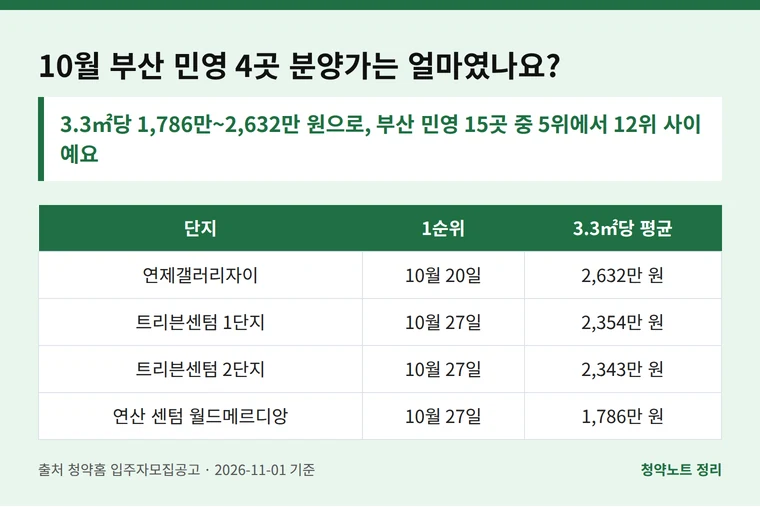 10월 부산 민영 4곳 분양가는 얼마였나요?
3.3㎡당 1,786만~2,632만 원으로, 부산 민영 15곳 중 5위에서 12위 사이
예요
단지 1순위 3.3㎡당 평균
연제갤러리자이 10월 20일 2,632만 원
트리븐센텀 1단지 10월 27일 2,354만 원
트리븐센텀 2단지 10월 27일 2,343만 원
연산 센텀 월드메르디앙 10월 27일 1,786만 원
출처 청약홈 입주자모집공고 · 2026-11-01 기준
청약노트 정리